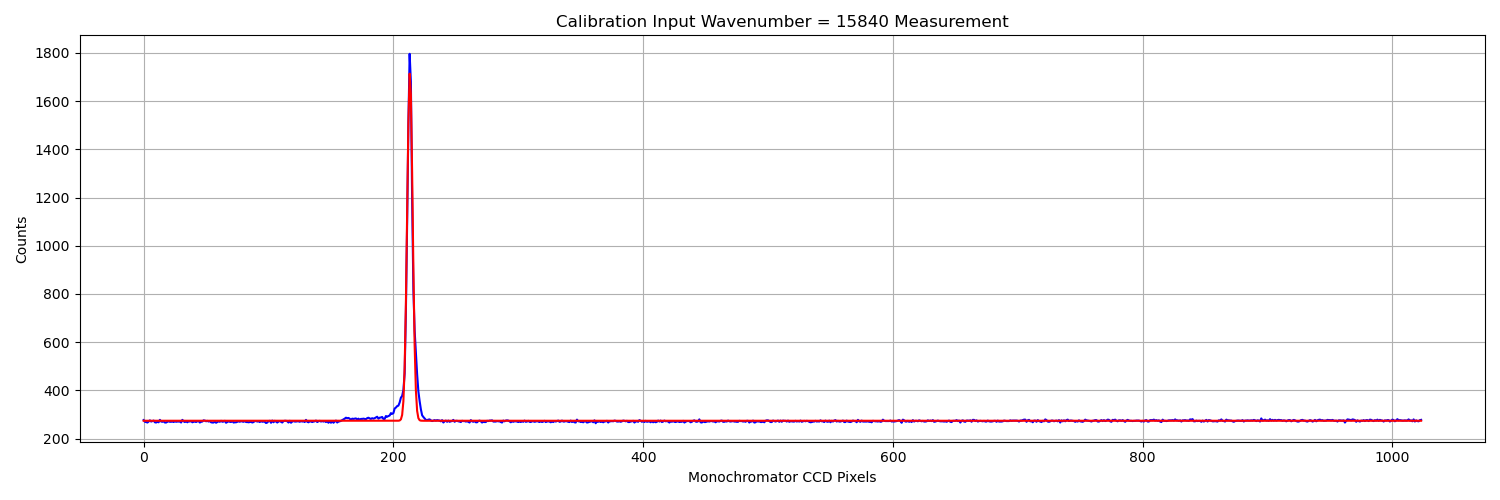 Calibration Input Wavenumber = 15840 Measurement
1800
1600
1400
1200
1000
800
600
400
200
Counts
0 200 400 600 800 1000
Monochromator CCD Pixels